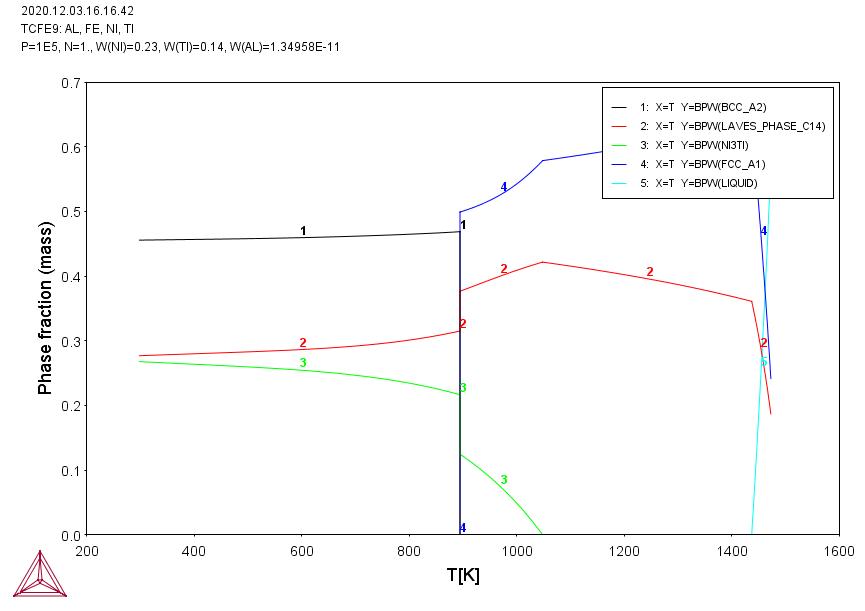 2020.12.03.16.16.42
TCFE9: AL, FE, NI, TI
P=1E5, N=1., W(NI)=0.23, W(TI)=0.14, W(AL)=1.34958E-11
0.7
0.6
0.5
0.4
0.3
0.2
0.1
0.0
Phase fraction (mass)
1: X=T Y=BPW(BCC_A2)
2: X=T Y=BPW(LAVES_PHASE_C14)
3: X=T Y=BPW(NI3TI)
4: X=T Y=BPW(FCC_A1)
5: X=T Y=BPW(LIQUID)
4
1
1
4
2
2
2
2
2
3
3
5
3
4
200 400 600 800 1000 1200 1400 1600
T[K]